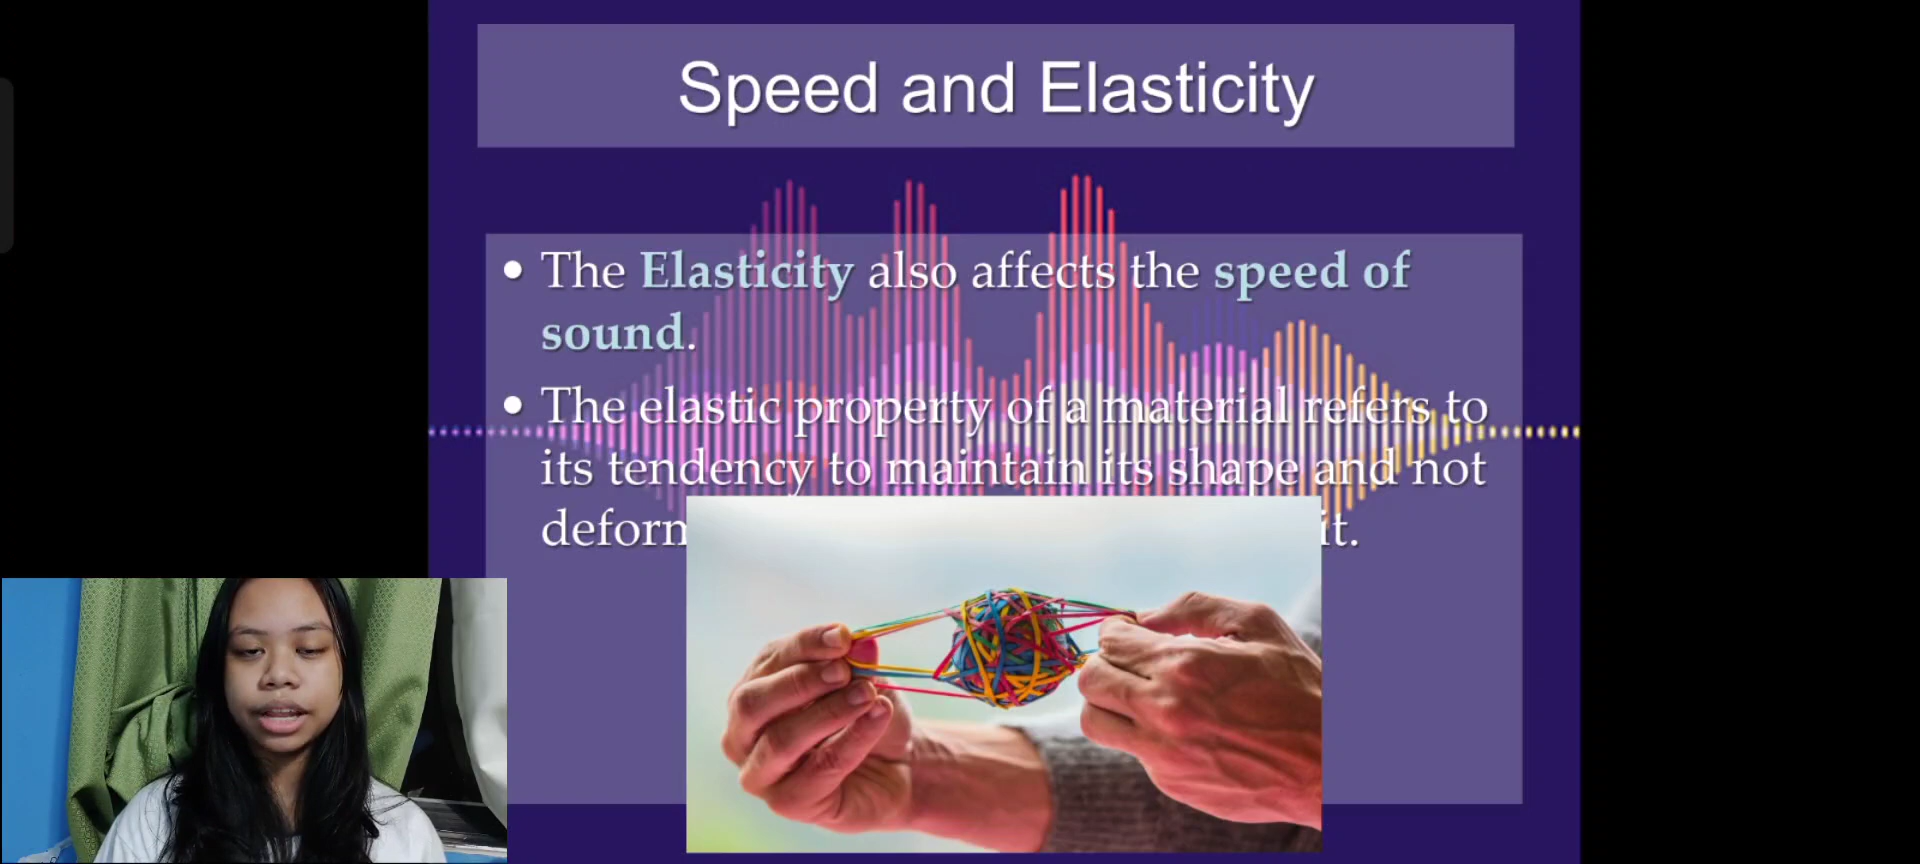 Speed and Elasticity
• The Elasticity also affects the speed of
sound.
• The elastic property of a material refers to
its tendency to maintain its shape and not
deform it.